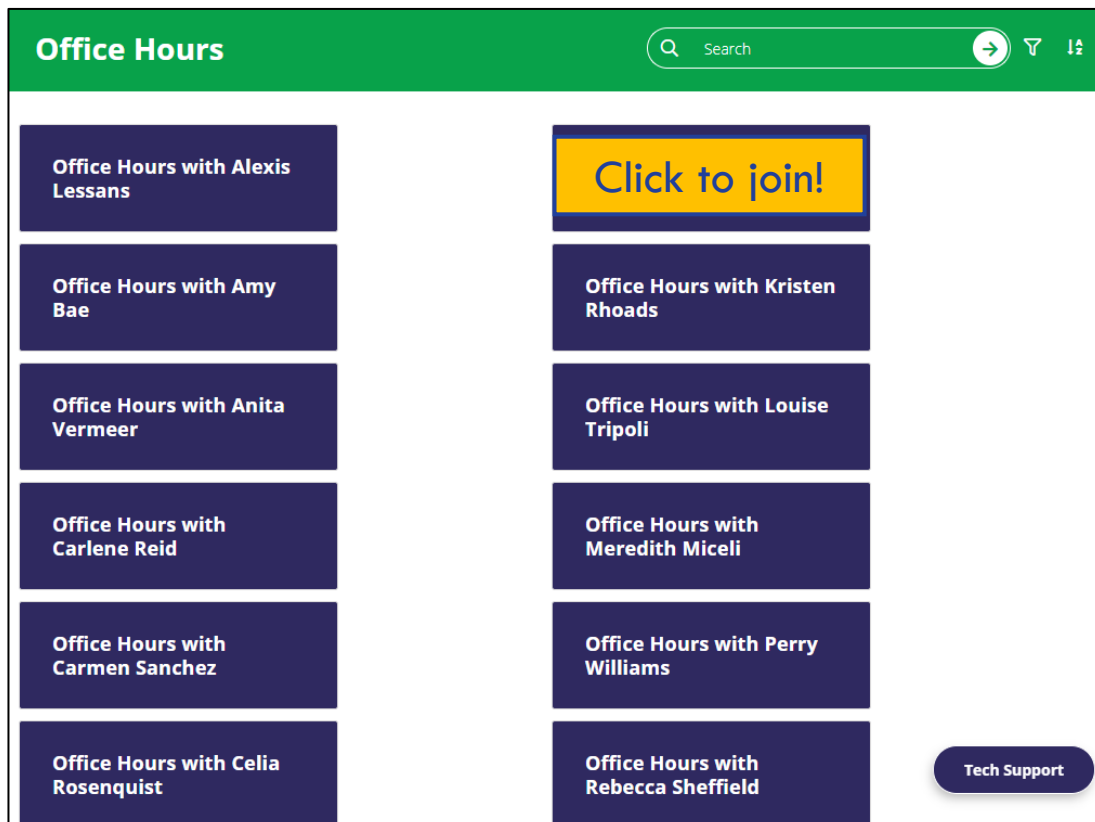 Office Hours
Search
Office Hours with Alexis
Lessans
Click to join!
Office Hours with Amy
Bae
Office Hours with Kristen
Rhoads
Office Hours with Anita
Vermeer
Office Hours with Louise
Tripoli
Office Hours with
Carlene Reid
Office Hours with
Meredith Miceli
Office Hours with
Carmen Sanchez
Office Hours with Perry
Williams
Office Hours with Celia
Rosenquist
Office Hours with
Rebecca Sheffield
Tech Support